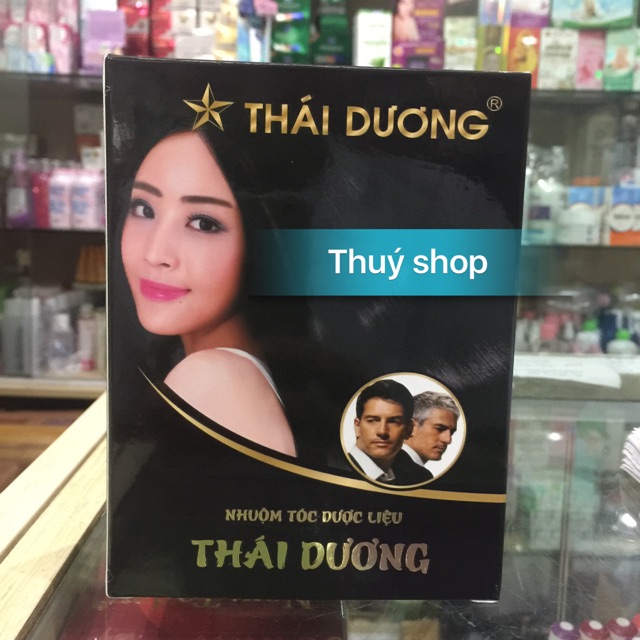 THÁI DƯƠNG®
Thuý shop
NHUỘM TÓC DƯỢC LIỆU
THÁI DƯƠNG